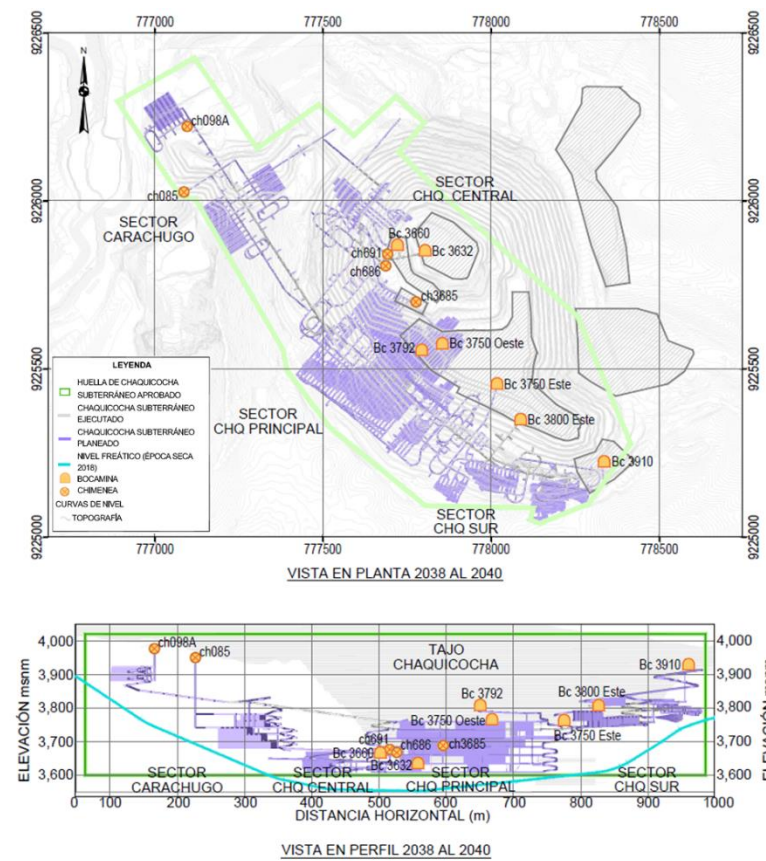 777000 777500 778000 778500
9226500
9226500
N
ch098A
SECTOR
CHQ CENTRAL
ch085
9226000
9226000
SECTOR
CARACHUGO
Bc 3660
ch691
Bc 3632
ch686
ch3685
Bc 3792
Bc 3750 Oeste
9225500
9225500
Bc 3750 Este
SECTOR
CHQ PRINCIPAL
Bc 3800 Este
Bc 3910
SECTOR
CHQ SUR
LEYENDA
HUELLA DE CHAQUICOCHA
SUBTERRÁNEO APROBADO
CHAQUICOCHA SUBTERRÁNEO
EJECUTADO
CHAQUICOCHA SUBTERRÁNEO
PLANEADO
NIVEL FREÁTICO (ÉPOCA SECA
2018)
BOCAMINA
CHIMENEA
CURVAS DE NIVEL
TOPOGRAFÍA
9225000
9225000
777000 777500 778000 778500
VISTA EN PLANTA 2038 AL 2040
ELEVACIÓN msnm
4,000
3,900
3,800
3,700
3,600
ch098A
ch085
TAJO
CHAQUICOCHA
Bc 3910
Bc 3792
Bc 3800 Este
Bc 3750 Oeste
Bc 3750 Este
ch691
ch686
ch3685
Bc 3660
Bc 3632
SECTOR
CARACHUGO
SECTOR
CHQ CENTRAL
SECTOR
CHQ PRINCIPAL
SECTOR
CHQ SUR
4,000
3,900
3,800
3,700
3,600
ELEVACIÓN msnm
0 100 200 300 400 500 600 700 800 900 1000
DISTANCIA HORIZONTAL (m)
VISTA EN PERFIL 2038 AL 2040